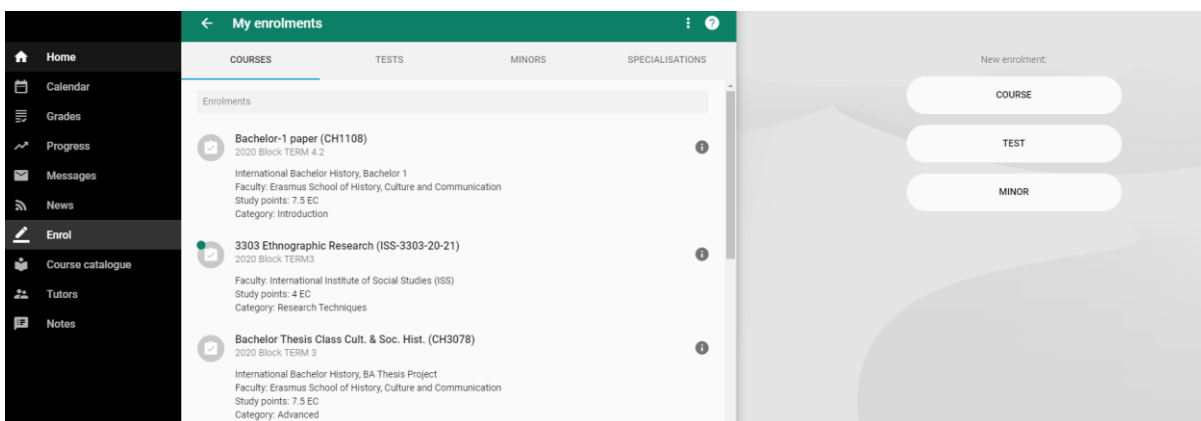 My enrolments
Home
Calendar
Grades
Progress
Messages
News
Enrol
Course catalogue
Tutors
Notes
COURSES TESTS MINORS SPECIALISATIONS
Enrolments
Bachelor-1 paper (CH1108)
2020 Block TERM 4.2
International Bachelor History, Bachelor 1
Faculty: Erasmus School of History, Culture and Communication
Study points: 7.5 EC
Category: Introduction
3303 Ethnographic Research (ISS-3303-20-21)
2020 Block TERM3
Faculty: International Institute of Social Studies (ISS)
Study points: 4 EC
Category: Research Techniques
Bachelor Thesis Class Cult. & Soc. Hist. (CH3078)
2020 Block TERM 3
International Bachelor History, BA Thesis Project
Faculty: Erasmus School of History, Culture and Communication
Study points: 7.5 EC
Category: Advanced
New enrolment:
COURSE
TEST
MINOR